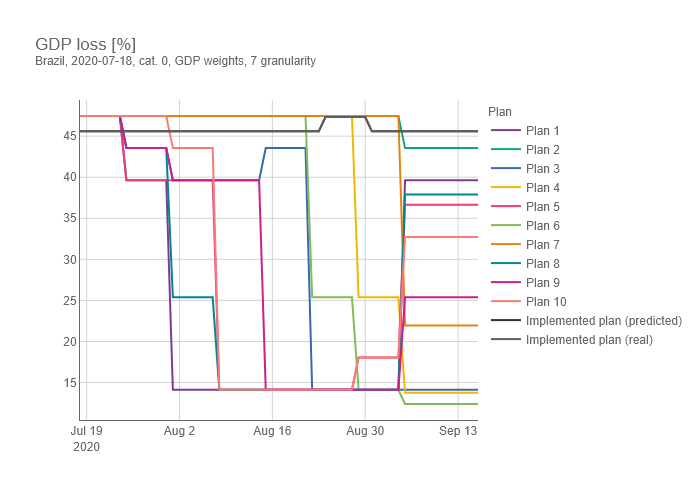 GDP loss [%]
Brazil, 2020-07-18, cat. 0, GDP weights, 7 granularity
Plan
Plan 1
Plan 2
Plan 3
Plan 4
Plan 5
Plan 6
Plan 7
Plan 8
Plan 9
Plan 10
Implemented plan (predicted)
Implemented plan (real)
45
40
35
30
25
20
15
Jul 19 Aug 2 Aug 16 Aug 30 Sep 13
2020